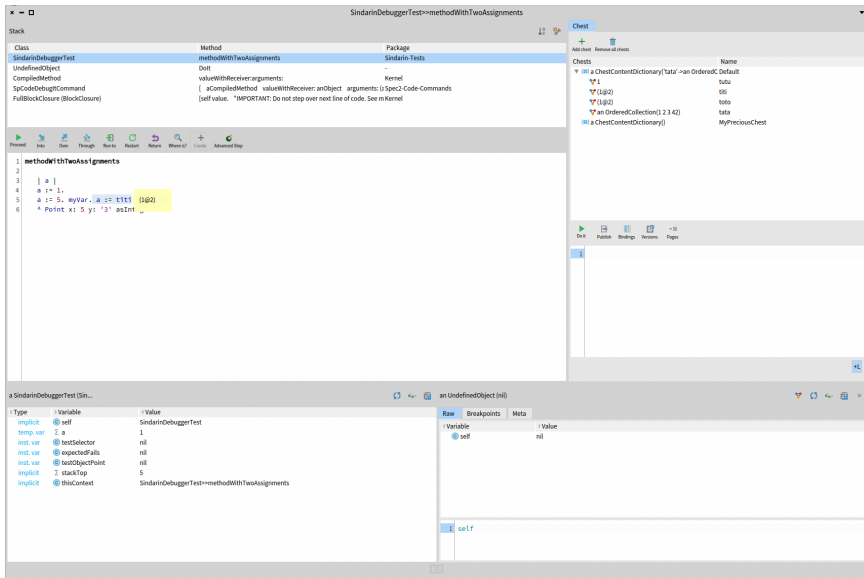 SindarinDebuggerTest>>methodWithTwoAssignments
Stack
Class Method Package
SindarinDebuggerTest methodWithTwoAssignments Sindarin-Tests
UndefinedObject DoIt -
CompiledMethod valueWithReceiver:arguments: Kernel
SpCodeDebugItCommand [ aCompiledMethod valueWithReceiver: anObject arguments: {a Spec2-Code-Commands
FullBlockClosure (BlockClosure) [self value. "IMPORTANT: Do not step over next line of code. See m Kernel
Proceed Into Over Through Run to Restart Return Where is? Create Advanced Step
1 methodWithTwoAssignments
2
3 | a |
4 a := 1.
5 a := 5. myVar. a := titi (1@2)
6 ^ Point x: 5 y: '3' asInt
Chest
Add chest Remove all chests
Chests Name
a ChestContentDictionary('tata'->an OrderedC Default
1 tutu
(1@2) titi
(1@2) toto
an OrderedCollection(1 2 3 42) tata
a ChestContentDictionary() MyPreciousChest
Do it Publish Bindings Versions Pages
1
+L
a SindarinDebuggerTest (Sin...
Type Variable Value
implicit self SindarinDebuggerTest
temp. var a 1
inst. var testSelector nil
inst. var expectedFails nil
inst. var testObjectPoint nil
implicit stackTop 5
implicit thisContext SindarinDebuggerTest>>methodWithTwoAssignments
an UndefinedObject (nil)
Raw Breakpoints Meta
Variable Value
self nil
1 self